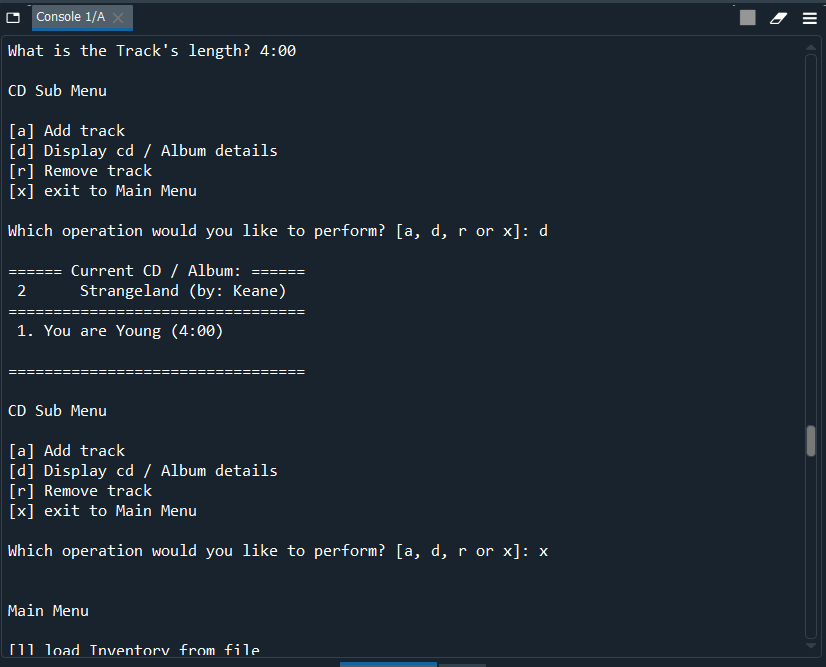 Console 1/A
What is the Track's length? 4:00
CD Sub Menu
[a] Add track
[d] Display cd / Album details
[r] Remove track
[x] exit to Main Menu
Which operation would you like to perform? [a, d, r or x]: d
====== Current CD / Album: ======
2 Strangeland (by: Keane)
=================================
1. You are Young (4:00)
=================================
CD Sub Menu
[a] Add track
[d] Display cd / Album details
[r] Remove track
[x] exit to Main Menu
Which operation would you like to perform? [a, d, r or x]: x
Main Menu
[l] load Inventory from file